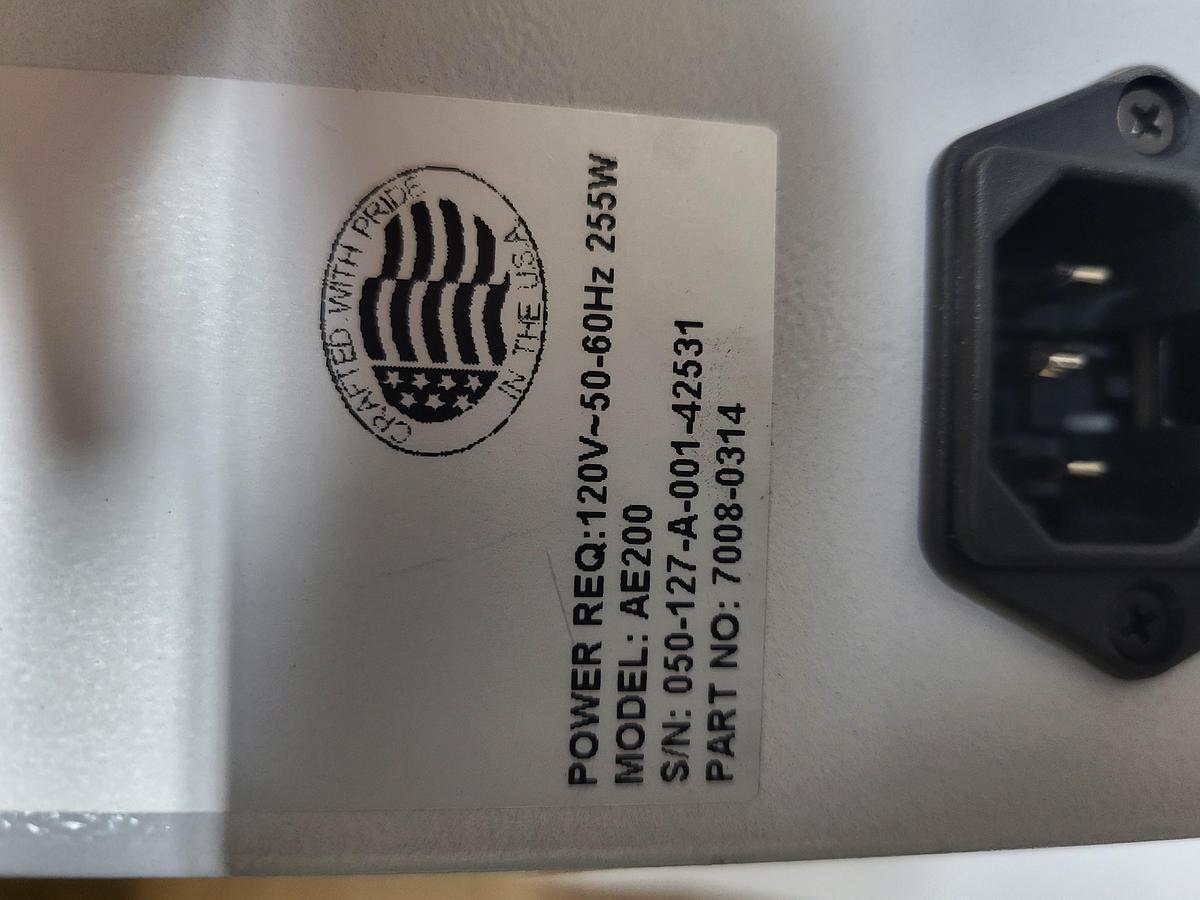 CRAFTED WITH PRIDE
IN THE USA
POWER REQ:120V~50-60Hz 255W
MODEL: AE200
S/N: 050-127-A-001-42531
PART NO: 7008-0314